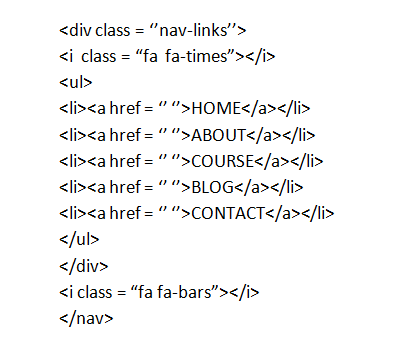 <div class = ‘’nav-links’’>
<i  class = “fa  fa-times”></i>
<ul>
<li><a href = ‘’ ‘’>HOME</a></li>
<li><a href = ‘’ ‘’>ABOUT</a></li>
<li><a href = ‘’ ‘’>COURSE</a></li>
<li><a href = ‘’ ‘’>BLOG</a></li>
<li><a href = ‘’ ‘’>CONTACT</a></li>
</ul>
</div>
<i class = “fa fa-bars”></i>
</nav>